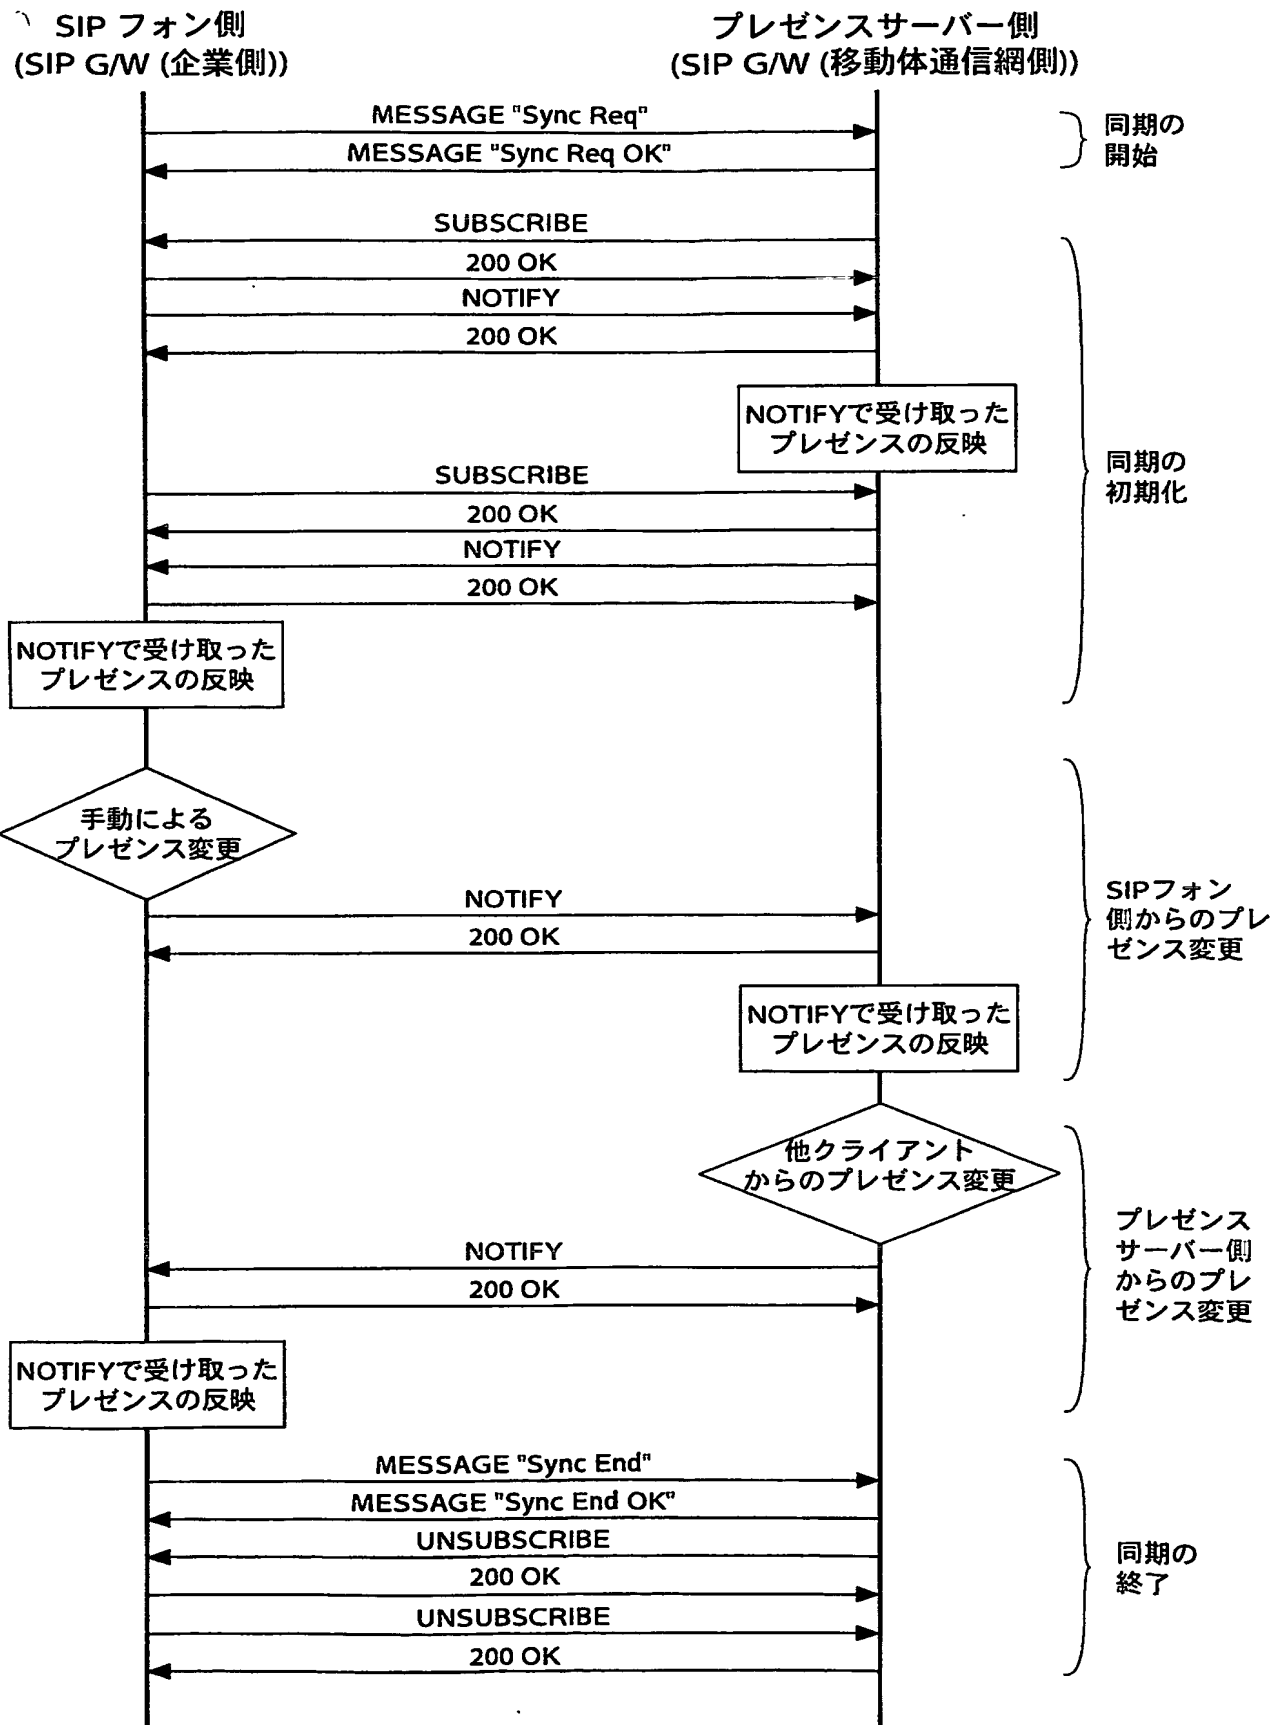 SIP フォン側
(SIP G/W (企業側))
プレゼンスサーバー側
(SIP G/W (移動体通信網側))
MESSAGE "Sync Req"
MESSAGE "Sync Req OK"
同期の
開始
SUBSCRIBE
200 OK
NOTIFY
200 OK
NOTIFYで受け取った
プレゼンスの反映
SUBSCRIBE
200 OK
NOTIFY
200 OK
同期の
初期化
NOTIFYで受け取った
プレゼンスの反映
手動による
プレゼンス変更
NOTIFY
200 OK
SIPフォン
側からのプレ
ゼンス変更
NOTIFYで受け取った
プレゼンスの反映
他クライアント
からのプレゼンス変更
NOTIFY
200 OK
プレゼンス
サーバー側
からのプレ
ゼンス変更
NOTIFYで受け取った
プレゼンスの反映
MESSAGE "Sync End"
MESSAGE "Sync End OK"
UNSUBSCRIBE
200 OK
UNSUBSCRIBE
200 OK
同期の
終了